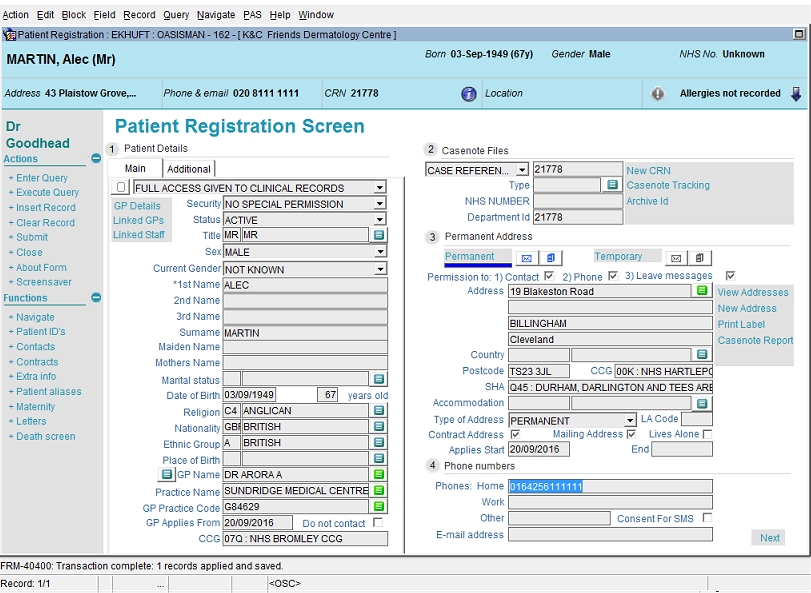 Action Edit Block Field Record Query Navigate PAS Help Window
Patient Registration : EKHUFT : OASISMAN - 162 - [ K&C Friends Dermatology Centre ]
MARTIN, Alec (Mr)
Born 03-Sep-1949 (67y) Gender Male NHS No. Unknown
Address 43 Plaistow Grove,... Phone & email 020 8111 1111 CRN 21778 Location Allergies not recorded
Dr Goodhead
Actions
+ Enter Query
+ Execute Query
+ Insert Record
+ Clear Record
+ Submit
+ Close
+ About Form
+ Screensaver
Functions
+ Navigate
+ Patient ID's
+ Contacts
+ Contracts
+ Extra info
+ Patient aliases
+ Maternity
+ Letters
+ Death screen
Patient Registration Screen
1 Patient Details
Main Additional
FULL ACCESS GIVEN TO CLINICAL RECORDS
GP Details
Linked GPs
Linked Staff
Security NO SPECIAL PERMISSION
Status ACTIVE
Title MR MR
Sex MALE
Current Gender NOT KNOWN
*1st Name ALEC
2nd Name
3rd Name
Surname MARTIN
Maiden Name
Mothers Name
Marital status
Date of Birth 03/09/1949 67 years old
Religion C4 ANGLICAN
Nationality GBF BRITISH
Ethnic Group A BRITISH
Place of Birth
GP Name DR ARORA A
Practice Name SUNDRIDGE MEDICAL CENTRE
GP Practice Code G84629
GP Applies From 20/09/2016 Do not contact
CCG 07Q : NHS BROMLEY CCG
2 Casenote Files
CASE REFEREN... 21778 New CRN
Type Casenote Tracking
NHS NUMBER Archive Id
Department Id 21778
3 Permanent Address
Permanent Temporary
Permission to: 1) Contact 2) Phone 3) Leave messages
Address 19 Blakeston Road View Addresses
New Address
BILLINGHAM Print Label
Cleveland Casenote Report
Country
Postcode TS23 3JL CCG 00K : NHS HARTLEPC
SHA Q45 : DURHAM, DARLINGTON AND TEES ARE
Accommodation
Type of Address PERMANENT LA Code
Contract Address Mailing Address Lives Alone
Applies Start 20/09/2016 End
4 Phone numbers
Phones: Home 0164256111111
Work
Other Consent For SMS
E-mail address
Next
FRM-40400: Transaction complete: 1 records applied and saved.
Record: 1/1 ... <OSC>